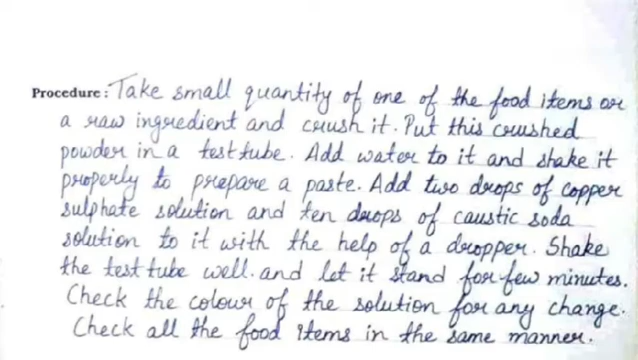 Procedure: Take small quantity of one of the food items or
a raw ingredient and crush it. Put this crushed
powder in a test tube. Add water to it and shake it
properly to prepare a paste. Add two drops of copper
sulphate solution and ten drops of caustic soda
solution to it with the help of a dropper. Shake
the test tube well. and let it stand for few minutes.
Check the colour of the solution for any change.
Check all the food items in the same manner.